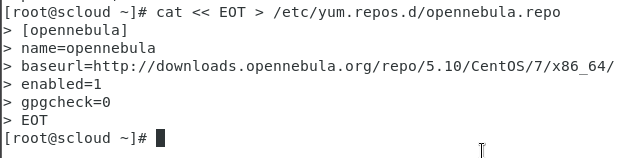 [root@scloud ~]# cat << EOT > /etc/yum.repos.d/opennebula.repo
> [opennebula]
> name=opennebula
> baseurl=http://downloads.opennebula.org/repo/5.10/CentOS/7/x86_64/
> enabled=1
> gpgcheck=0
> EOT
[root@scloud ~]#